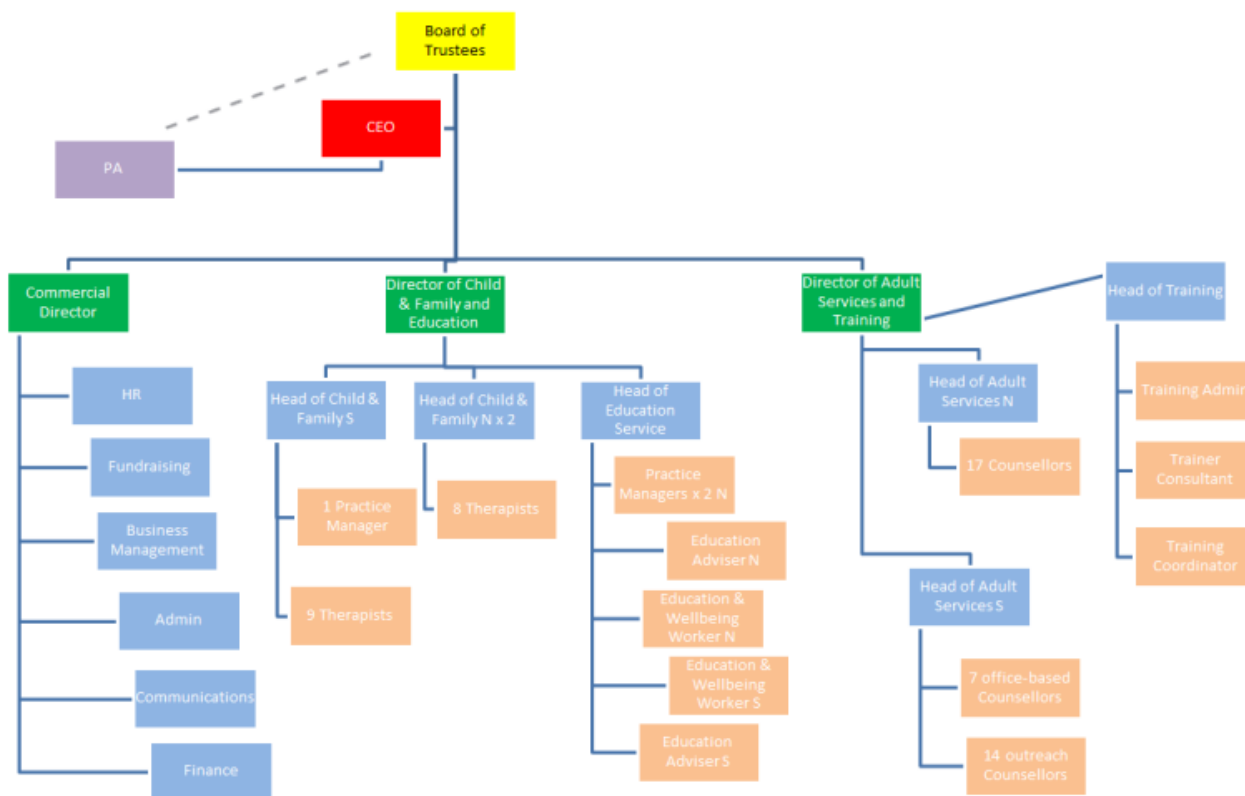 Board of
Trustees
CEO
PA
Commercial
Director
Director of Child
& Family and
Education
Director of Adult
Services and
Training
Head of Training
HR
Fundraising
Business
Management
Admin
Communications
Finance
Head of Child &
Family S
1 Practice
Manager
9 Therapists
Head of Child &
Family N x 2
8 Therapists
Head of
Education
Service
Practice
Managers x 2 N
Education
Adviser N
Education &
Wellbeing
Worker N
Education &
Wellbeing
Worker S
Education
Adviser S
Head of Adult
Services N
17 Counsellors
Head of Adult
Services S
7 office-based
Counsellors
14 outreach
Counsellors
Training Admin
Trainer
Consultant
Training
Coordinator